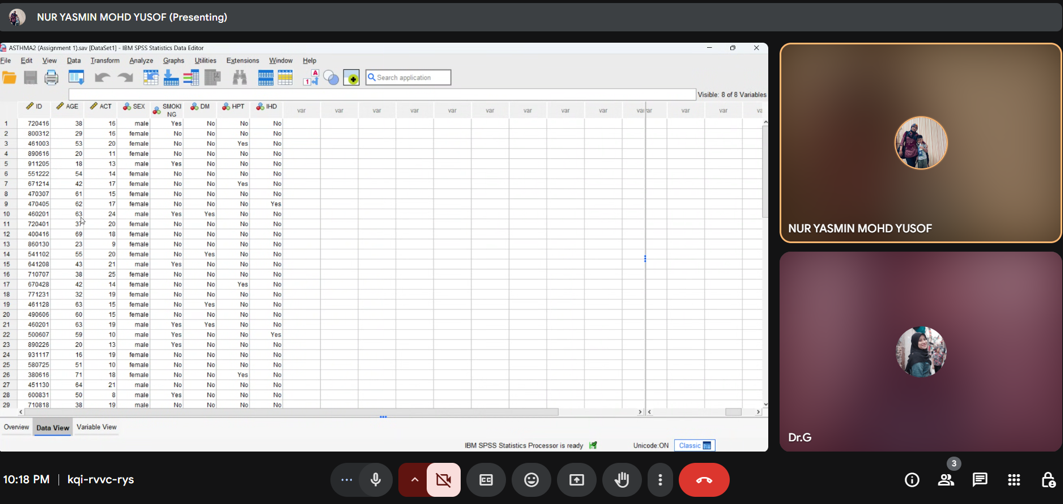 NUR YASMIN MOHD YUSOF (Presenting)
ASTHMA2 (Assignment 1).sav [DataSet1] - IBM SPSS Statistics Data Editor
File Edit View Data Transform Analyze Graphs Utilities Extensions Window Help
Search application
Visible: 8 of 8 Variables
ID AGE ACT SEX SMOKING DM HPT IHD var var var var var var var var var var var
1 720416 38 16 male Yes No No No
2 800312 29 16 female No No No No
3 461003 53 20 female No No Yes No
4 890616 20 11 female No No No No
5 911205 18 13 male Yes No No No
6 551222 54 14 female No No No No
7 671214 42 17 female No No Yes No
8 470307 61 15 female No No No No
9 470405 62 17 female No No No Yes
10 460201 63 24 male Yes Yes No No
11 720401 37 20 female No No No No
12 400416 69 18 female No No No No
13 860130 23 9 female No No No No
14 541102 55 20 female No Yes No No
15 641208 43 21 male Yes No No No
16 710707 38 25 female No No No No
17 670428 42 14 female No No Yes No
18 771231 32 19 female No No No No
19 461128 63 15 female No Yes No No
20 490606 60 15 female No No No No
21 460201 63 19 male Yes Yes No No
22 500607 59 10 male Yes No No Yes
23 890226 20 13 male Yes No No No
24 931117 16 19 female No No No No
25 580725 51 10 female No No No No
26 380616 71 18 female No No Yes No
27 451130 64 21 male No No No No
28 600831 50 8 male Yes No No No
29 710818 38 19 male No No No No
Overview Data View Variable View
IBM SPSS Statistics Processor is ready Unicode:ON Classic
NUR YASMIN MOHD YUSOF
Dr.G
10:18 PM | kqi-rvvc-rys
3